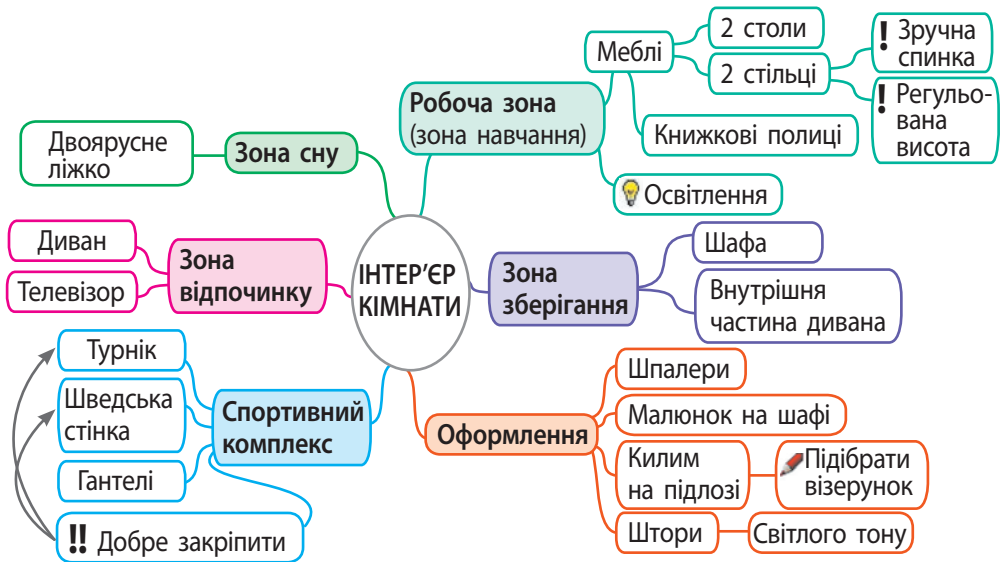 ІНТЕР’ЄР
КІМНАТИ
Робоча зона
(зона навчання)
Меблі
2 столи
2 стільці
! Зручна
спинка
! Регульо-
вана
висота
Книжкові полиці
Освітлення
Зона сну
Двоярусне
ліжко
Зона
відпочинку
Диван
Телевізор
Зона
зберігання
Шафа
Внутрішня
частина дивана
Спортивний
комплекс
Турнік
Шведська
стінка
Гантелі
!! Добре закріпити
Оформлення
Шпалери
Малюнок на шафі
Килим
на підлозі
Підібрати
візерунок
Штори
Світлого тону